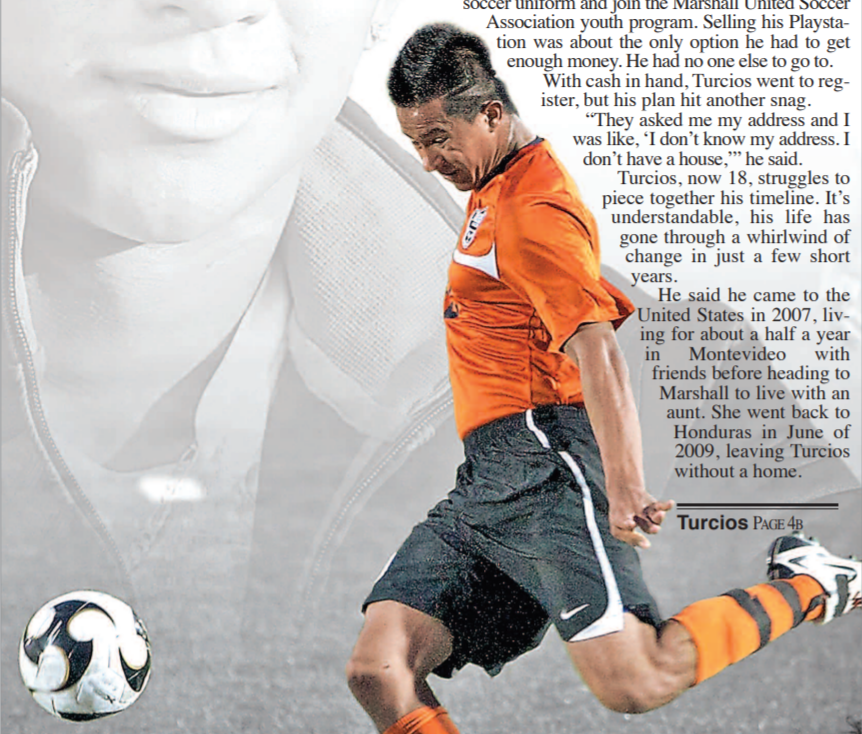 soccer uniform and join the Marshall United Soccer
Association youth program. Selling his Playsta-
tion was about the only option he had to get
enough money. He had no one else to go to.
With cash in hand, Turcios went to reg-
ister, but his plan hit another snag.
“They asked me my address and I
was like, ‘I don’t know my address. I
don’t have a house,’” he said.
Turcios, now 18, struggles to
piece together his timeline. It’s
understandable, his life has
gone through a whirlwind of
change in just a few short
years.
He said he came to the
United States in 2007, liv-
ing for about a half a year
in Montevideo with
friends before heading to
Marshall to live with an
aunt. She went back to
Honduras in June of
2009, leaving Turcios
without a home.
Turcios PAGE 4B